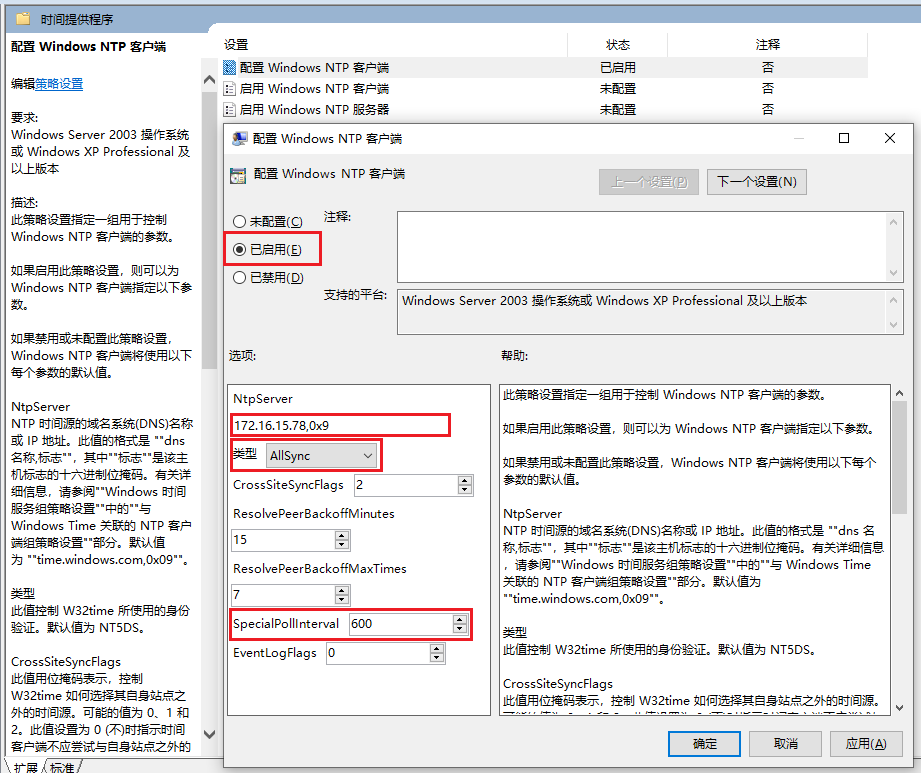 时间提供程序
配置 Windows NTP 客户端
编辑策略设置
要求:
Windows Server 2003 操作系统
或 Windows XP Professional 及
以上版本
描述:
此策略设置指定一组用于控制
Windows NTP 客户端的参数。
如果启用此策略设置，则可以为
Windows NTP 客户端指定以下参
数。
如果禁用或未配置此策略设置，
Windows NTP 客户端将使用以下
每个参数的默认值。
NtpServer
NTP 时间源的域名系统(DNS)名称
或 IP 地址。此值的格式是 ""dns
名称,标志""，其中""标志""是该主
机标志的十六进制位掩码。有关详
细信息，请参阅""Windows 时间
服务组策略设置""中的""与
Windows Time 关联的 NTP 客户
端组策略设置""部分。默认值
为 ""time.windows.com,0x09""。
类型
此值控制 W32time 所使用的身份
验证。默认值为 NT5DS。
CrossSiteSyncFlags
此值用位掩码表示，控制
W32time 如何选择其自身站点之
外的时间源。可能的值为 0、1 和
2。此值设置为 0 (不)时指示时间
客户端不应尝试与自身站点之外的
扩展 标准
设置 状态 注释
配置 Windows NTP 客户端 已启用 否
启用 Windows NTP 客户端 未配置 否
启用 Windows NTP 服务器 未配置 否
配置 Windows NTP 客户端
配置 Windows NTP 客户端
上一个设置(P) 下一个设置(N)
未配置(C) 注释:
已启用(E)
已禁用(D)
支持的平台: Windows Server 2003 操作系统或 Windows XP Professional 及以上版本
选项: 帮助:
NtpServer
172.16.15.78,0x9
类型 AllSync
CrossSiteSyncFlags 2
ResolvePeerBackoffMinutes
15
ResolvePeerBackoffMaxTimes
7
SpecialPollInterval 600
EventLogFlags 0
此策略设置指定一组用于控制 Windows NTP 客户端的参数。
如果启用此策略设置，则可以为 Windows NTP 客户端指定以下参数。
如果禁用或未配置此策略设置，Windows NTP 客户端将使用以下每个
参数的默认值。
NtpServer
NTP 时间源的域名系统(DNS)名称或 IP 地址。此值的格式是 ""dns 名
称,标志""，其中""标志""是该主机标志的十六进制位掩码。有关详细信息
，请参阅""Windows 时间服务组策略设置""中的""与 Windows Time
关联的 NTP 客户端组策略设置""部分。默认值为
""time.windows.com,0x09""。
类型
此值控制 W32time 所使用的身份验证。默认值为 NT5DS。
CrossSiteSyncFlags
此值用位掩码表示，控制 W32time 如何选择其自身站点之外的时间源。
确定 取消 应用(A)